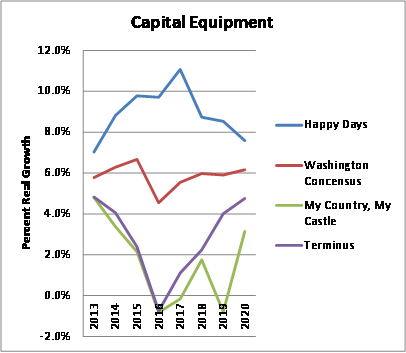 Capital Equipment
Percent Real Growth
12.0%
10.0%
8.0%
6.0%
4.0%
2.0%
0.0%
-2.0%
2013
2014
2015
2016
2017
2018
2019
2020
Happy Days
Washington
Concensus
My Country, My
Castle
Terminus